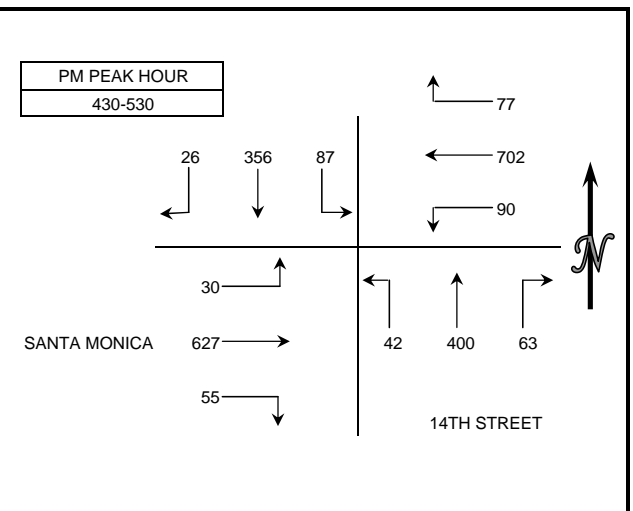 PM PEAK HOUR
430-530
77
26 356 87
702
90
N
30
SANTA MONICA 627
42 400 63
55
14TH STREET